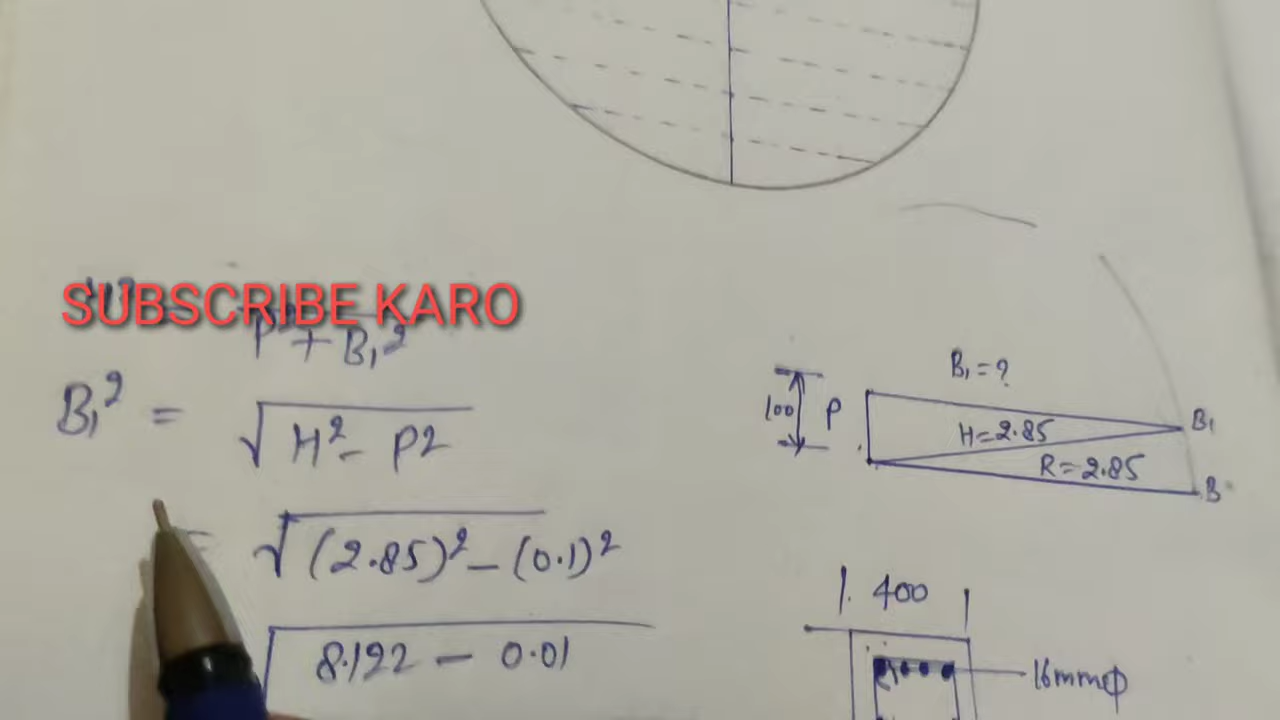 SUBSCRIBE KARO
P² + B₁²
B₁² = √H² - P²
= √(2.85)² - (0.1)²
8.122 - 0.01
B₁ = ?
100 P
H=2.85
B₁
R=2.85
B
400
16mmϕ